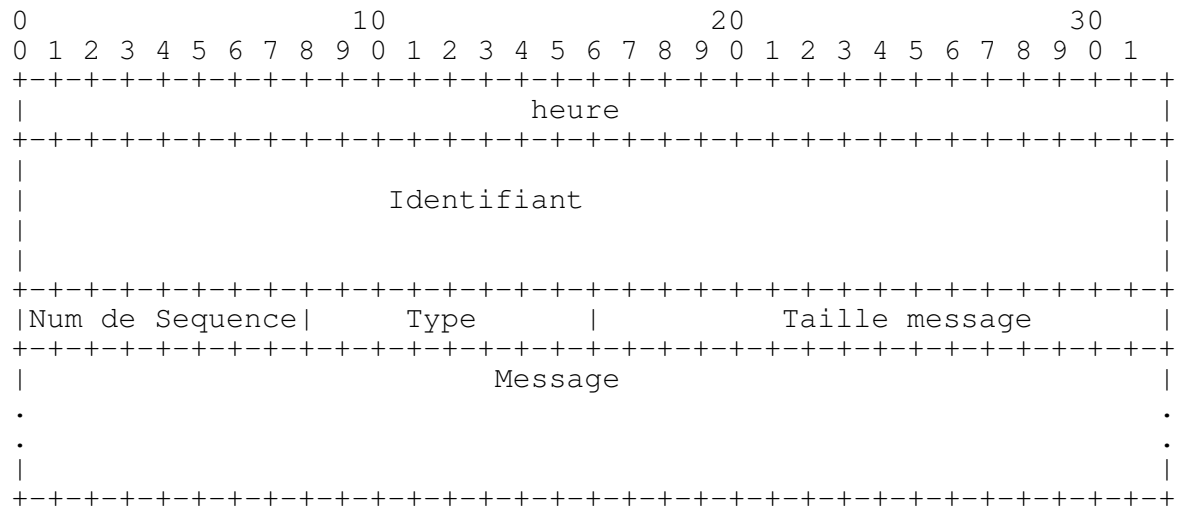 0                   10                  20                  30
0 1 2 3 4 5 6 7 8 9 0 1 2 3 4 5 6 7 8 9 0 1 2 3 4 5 6 7 8 9 0 1
+-+-+-+-+-+-+-+-+-+-+-+-+-+-+-+-+-+-+-+-+-+-+-+-+-+-+-+-+-+-+-+-+
|                            heure                              |
+-+-+-+-+-+-+-+-+-+-+-+-+-+-+-+-+-+-+-+-+-+-+-+-+-+-+-+-+-+-+-+-+
|                                                               |
|                    Identifiant                                |
|                                                               |
|                                                               |
+-+-+-+-+-+-+-+-+-+-+-+-+-+-+-+-+-+-+-+-+-+-+-+-+-+-+-+-+-+-+-+-+
|Num de Sequence|     Type      |          Taille message       |
+-+-+-+-+-+-+-+-+-+-+-+-+-+-+-+-+-+-+-+-+-+-+-+-+-+-+-+-+-+-+-+-+
|                          Message                              |
.                                                               .
.                                                               .
|                                                               |
+-+-+-+-+-+-+-+-+-+-+-+-+-+-+-+-+-+-+-+-+-+-+-+-+-+-+-+-+-+-+-+-+